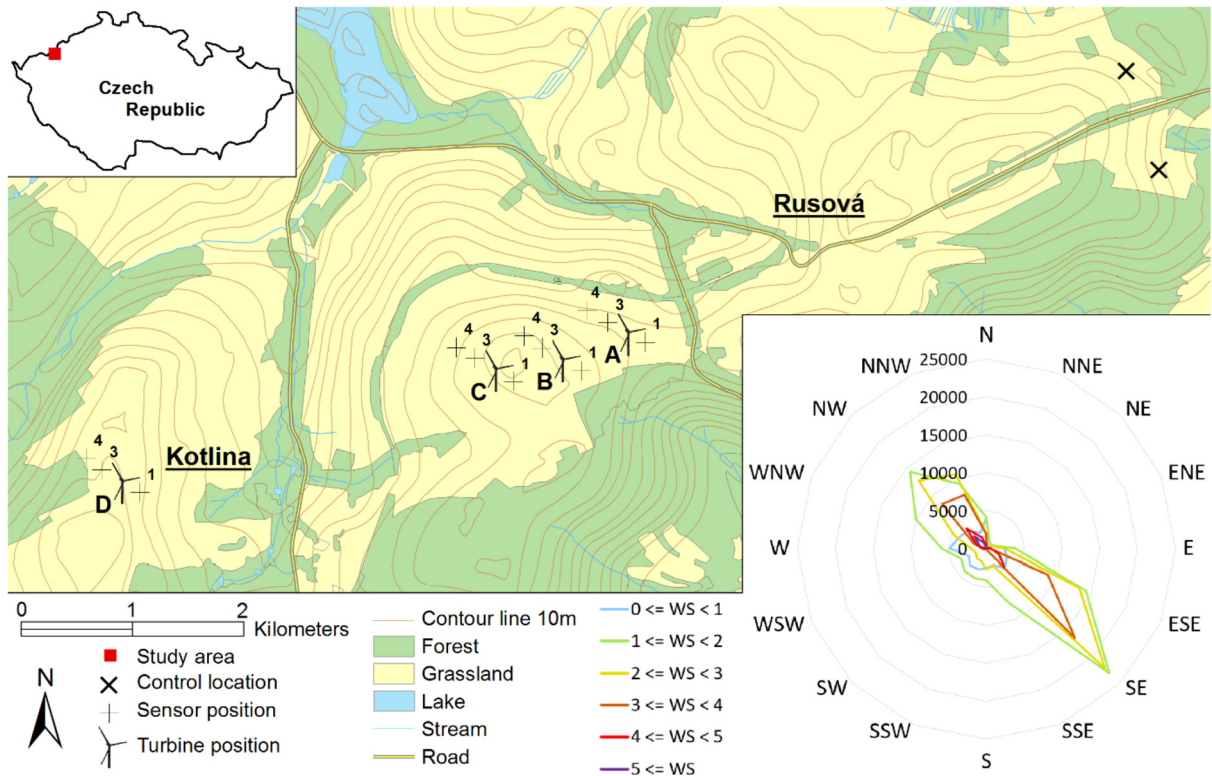 Czech
Republic
Rusová
Kotlina
4
3
1
A
4
3
1
B
4
3
1
C
4
3
1
D
N
NNE
NE
ENE
E
ESE
SE
SSE
S
SSW
SW
WSW
W
WNW
NW
NNW
25000
20000
15000
10000
5000
0
0 1 2
Kilometers
Study area
Control location
Sensor position
Turbine position
N
Contour line 10m
Forest
Grassland
Lake
Stream
Road
0 <= WS < 1
1 <= WS < 2
2 <= WS < 3
3 <= WS < 4
4 <= WS < 5
5 <= WS